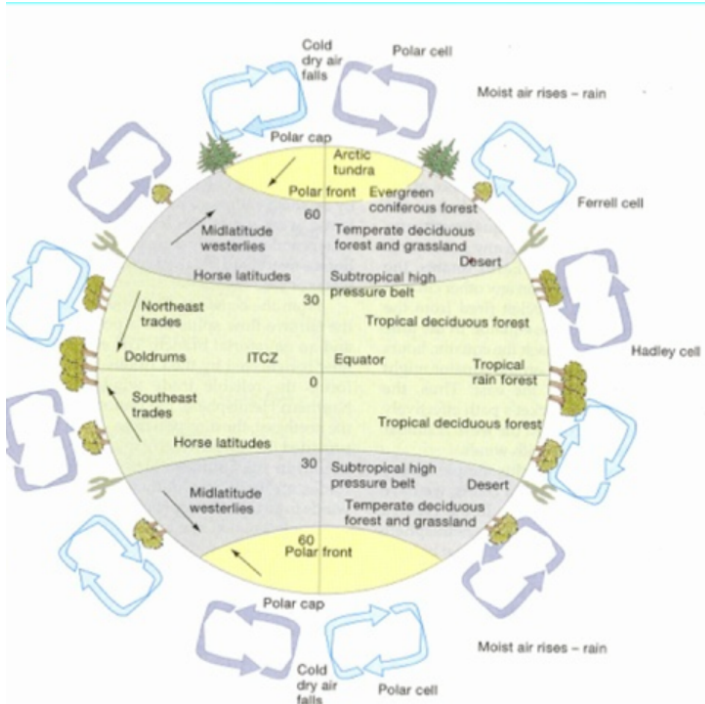 Cold
dry air
falls
Polar cell
Moist air rises – rain
Polar cap
Arctic
tundra
Polar front
Evergreen
coniferous forest
Ferrell cell
60
Midlatitude
westerlies
Temperate deciduous
forest and grassland
Desert
Horse latitudes
Subtropical high
pressure belt
30
Northeast
trades
Tropical deciduous forest
Hadley cell
Doldrums
ITCZ
Equator
Tropical
rain forest
0
Southeast
trades
Tropical deciduous forest
Horse latitudes
30
Subtropical high
pressure belt
Desert
Midlatitude
westerlies
Temperate deciduous
forest and grassland
60
Polar front
Polar cap
Moist air rises – rain
Cold
dry air
falls
Polar cell